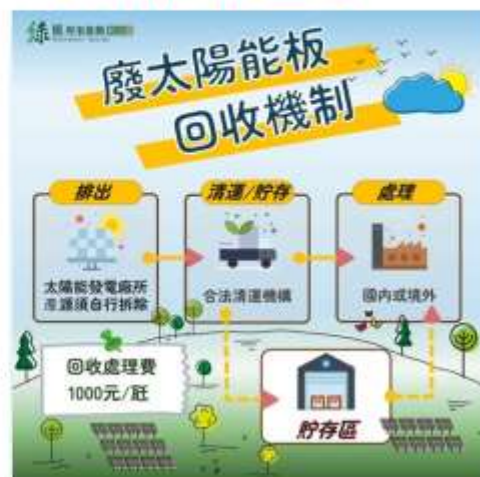 廢太陽能板
回收機制
排出
太陽能發電廠所
產源須自行拆除
清運/貯存
合法清運機構
處理
國內或境外
回收處理費
1000元/瓩
貯存區